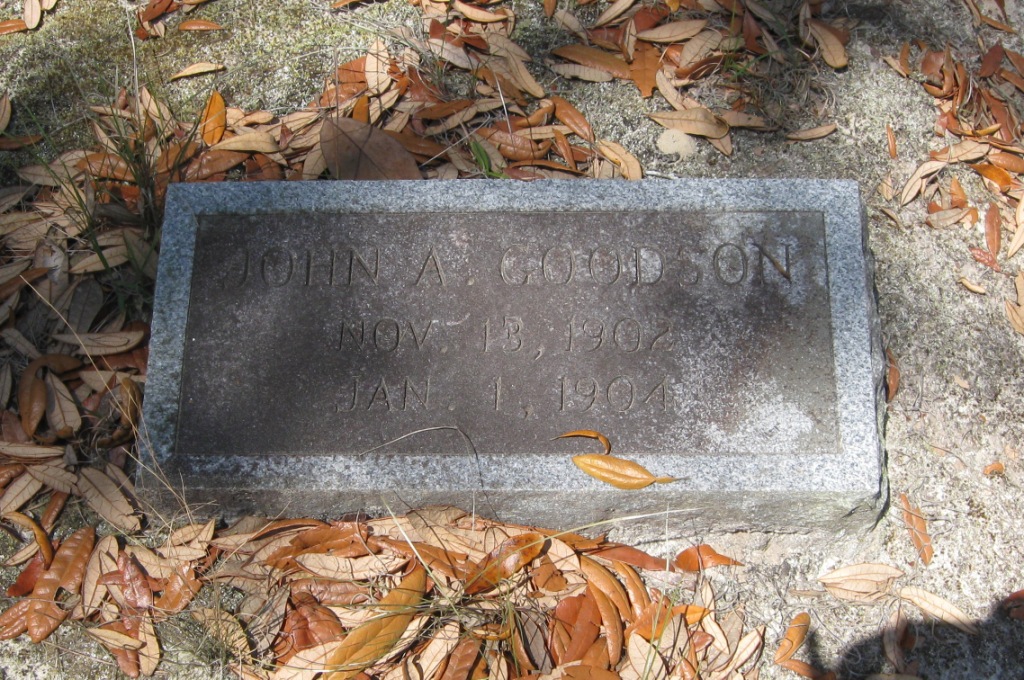 JOHN A. GOODSON
NOV. 13, 1902
JAN. 1, 1904